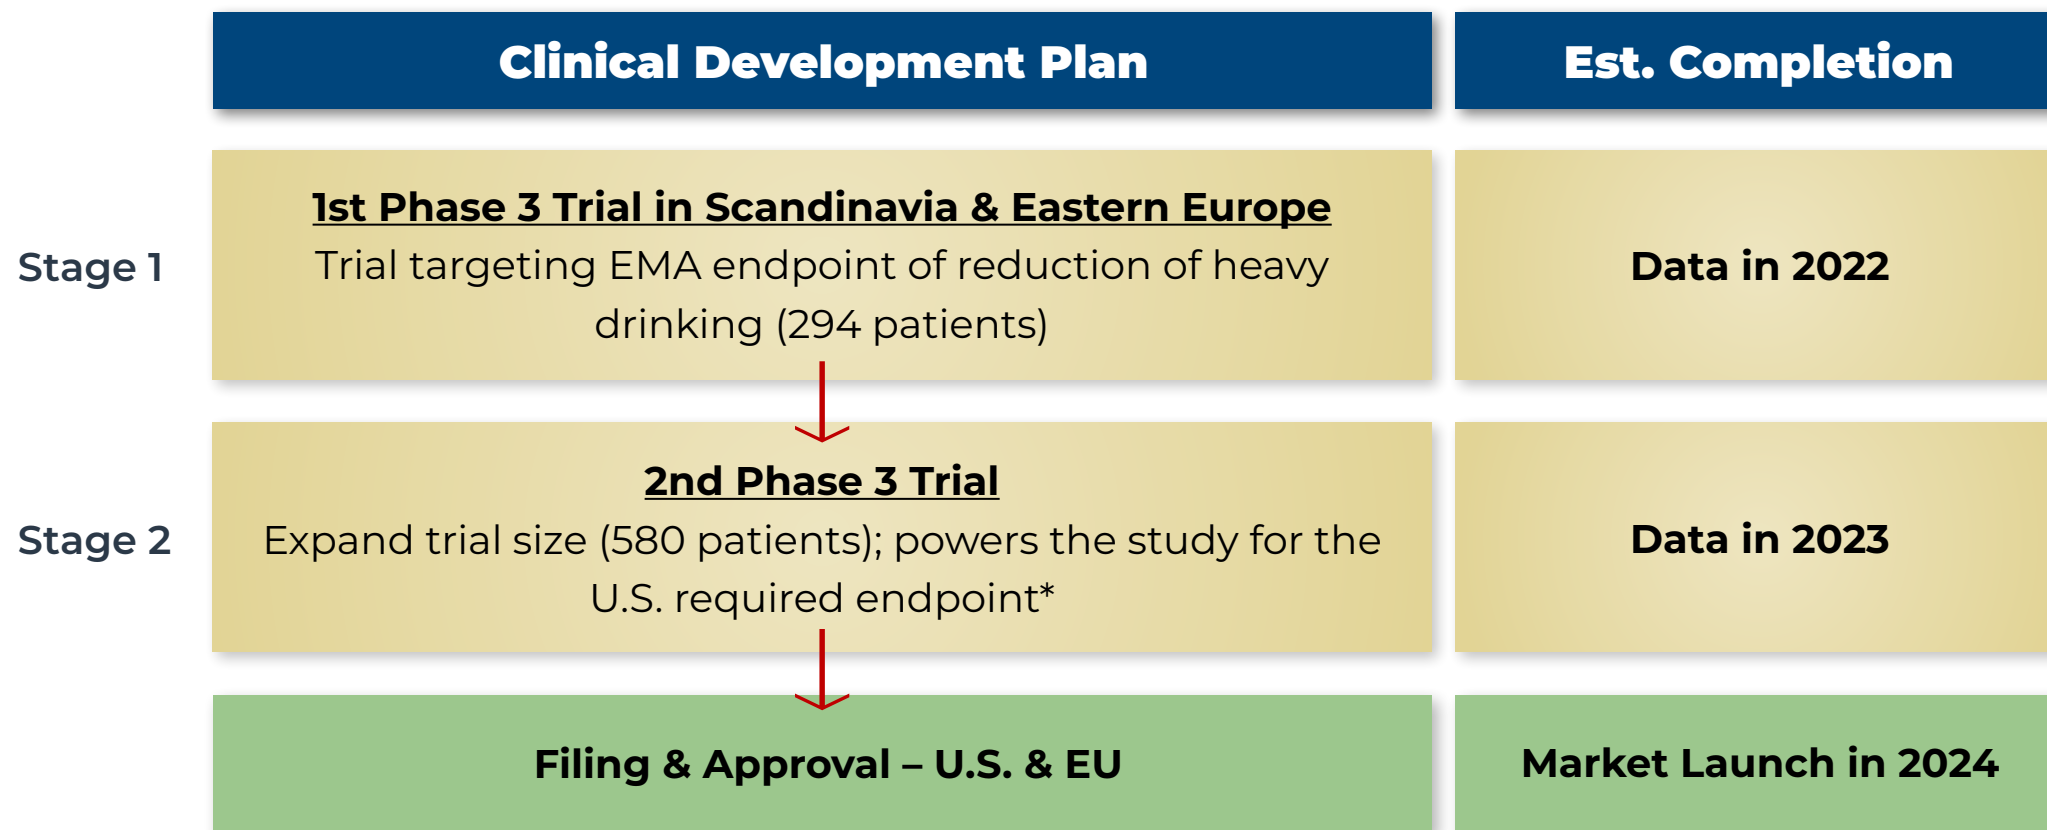 Clinical Development Plan
Est. Completion
Stage 1
1st Phase 3 Trial in Scandinavia & Eastern Europe
Trial targeting EMA endpoint of reduction of heavy
drinking (294 patients)
Data in 2022
Stage 2
2nd Phase 3 Trial
Expand trial size (580 patients); powers the study for the
U.S. required endpoint*
Data in 2023
Filing & Approval – U.S. & EU
Market Launch in 2024